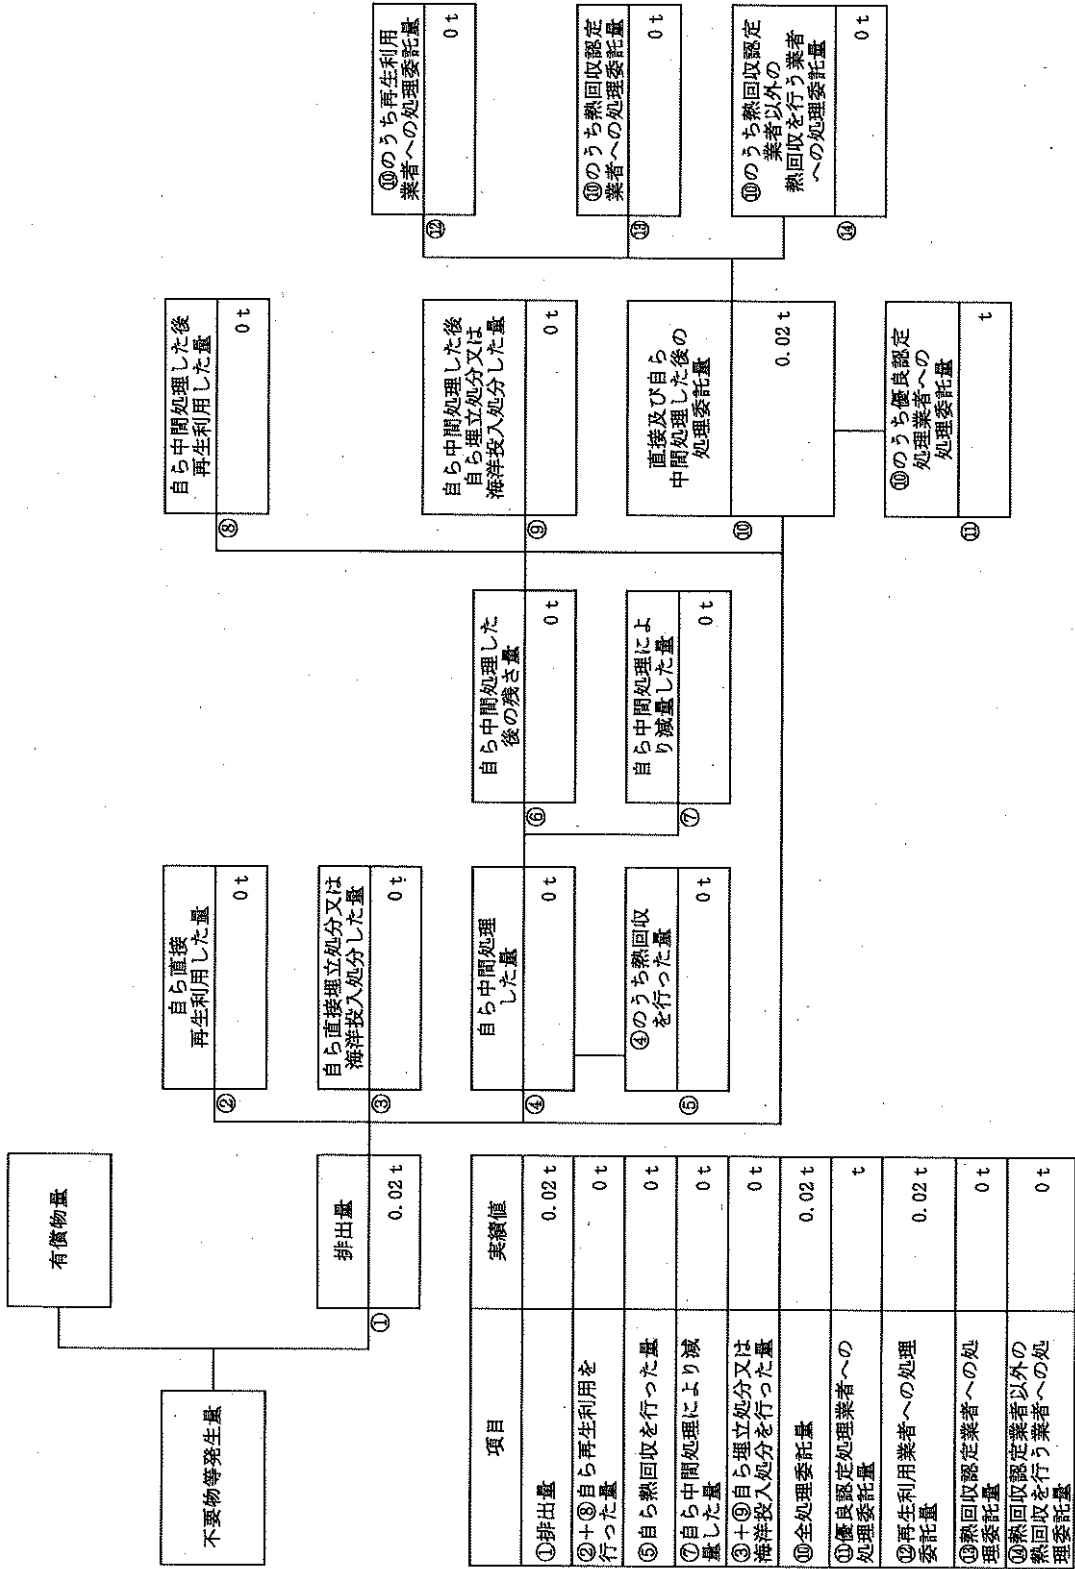 不要物等発生量
有償物量
排出量
①
0.02 t
自ら直接
再生利用した量
②
0 t
自ら直接埋立処分又は
海洋投入処分した量
③
0 t
自ら中間処理
した量
④
0 t
④のうち熱回収
を行った量
⑤
0 t
自ら中間処理した
後の残さ量
⑥
0 t
自ら中間処理によ
り減量した量
⑦
0 t
自ら中間処理した後
再生利用した量
⑧
0 t
自ら中間処理した後
自ら埋立処分又は
海洋投入処分した量
⑨
0 t
直接及び自ら
中間処理した後の
処理委託量
⑩
0.02 t
⑩のうち優良認定
処理業者への
処理委託量
⑪
t
⑩のうち再生利用
業者への処理委託量
⑫
0 t
⑩のうち熱回収認定
業者への処理委託量
⑬
0 t
⑩のうち熱回収認定
業者以外の
熱回収を行う業者
への処理委託量
⑭
0 t
項目 実績値
①排出量 0.02 t
②+⑧自ら再生利用を
行った量 0 t
⑤自ら熱回収を行った量 0 t
⑦自ら中間処理により減
量した量 0 t
③+⑨自ら埋立処分又は
海洋投入処分を行った量 0 t
⑩全処理委託量 0.02 t
⑪優良認定処理業者への
処理委託量 t
⑫再生利用業者への処理
委託量 0.02 t
⑬熱回収認定業者への処
理委託量 0 t
⑭熱回収認定業者以外の
熱回収を行う業者への処
理委託量 0 t